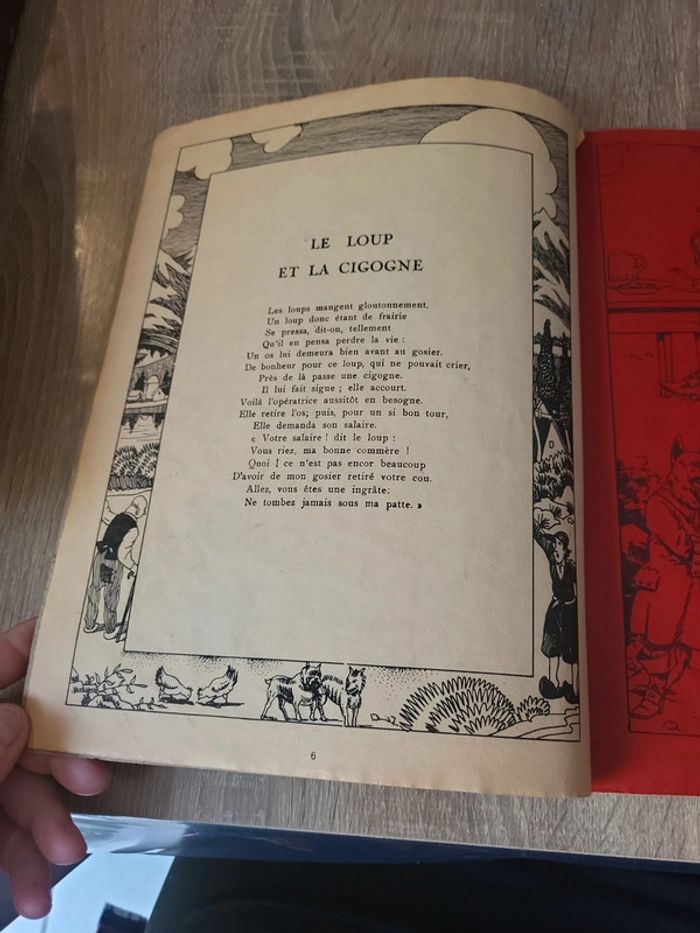 LE LOUP
ET LA CIGOGNE
Les loups mangent gloutonnement.
Un loup donc étant de frairie
Se pressa, dit-on, tellement
Qu'il en pensa perdre la vie :
Un os lui demeura bien avant au gosier.
De bonheur pour ce loup, qui ne pouvait crier,
Près de là passe une cigogne.
Il lui fait signe ; elle accourt.
Voilà l'opératrice aussitôt en besogne.
Elle retire l'os; puis, pour un si bon tour,
Elle demanda son salaire.
« Votre salaire ! dit le loup :
Vous riez, ma bonne commère !
Quoi ! ce n'est pas encor beaucoup
D'avoir de mon gosier retiré votre cou.
Allez, vous êtes une ingrâte:
Ne tombez jamais sous ma patte. »
6